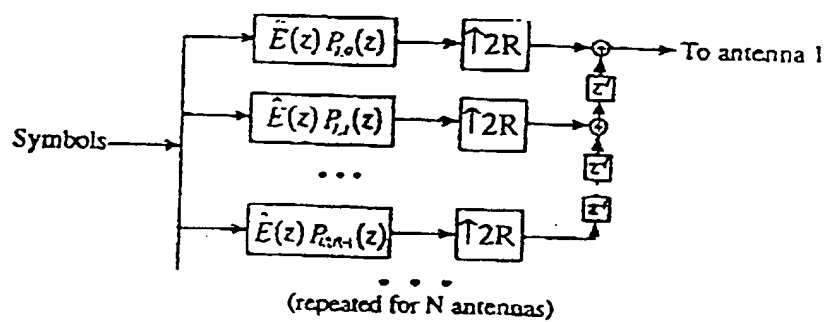 Ê(z) P₁,₀(z) ↑2R To antenna 1
z⁻¹
Ê(z) P₁,₁(z) ↑2R
Symbols
z⁻¹
• • •
z⁻¹
Ê(z) P₁,₂R₋₁(z) ↑2R
• • •
(repeated for N antennas)